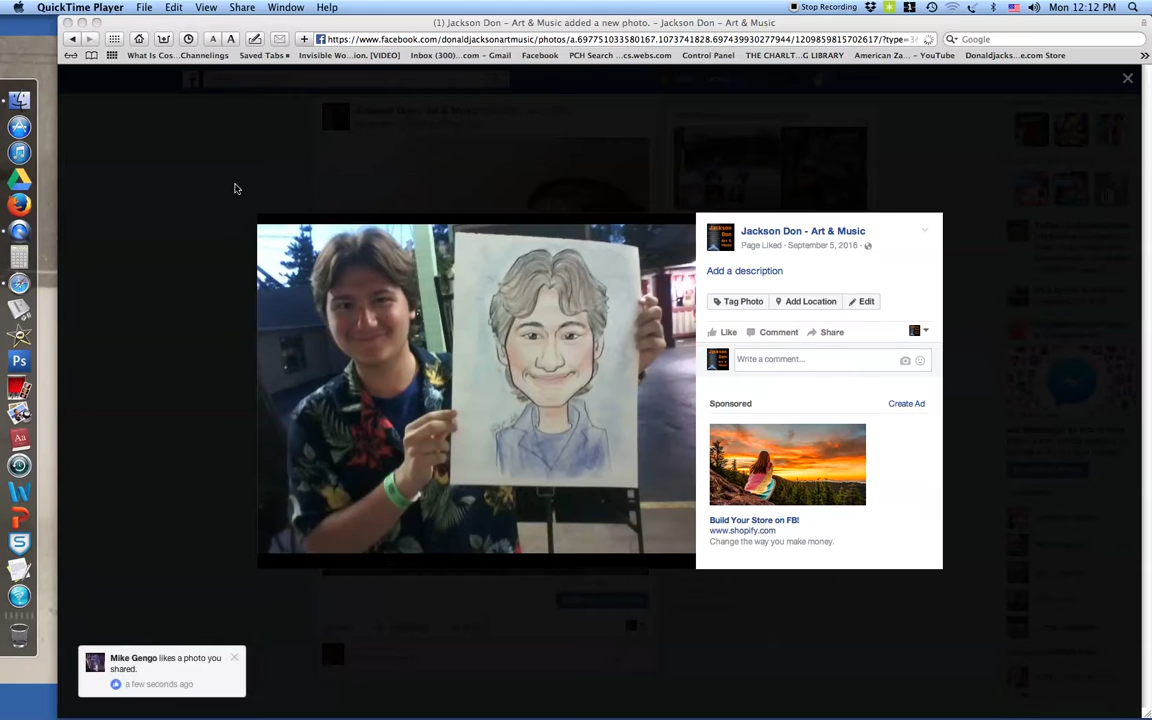 QuickTime Player File Edit View Share Window Help
Stop Recording
Mon 12:12 PM
(1) Jackson Don – Art & Music added a new photo. – Jackson Don – Art & Music
A A
https://www.facebook.com/donaldjacksonartmusic/photos/a.697751033580167.1073741828.697439930277944/1209859815702617/?type=3
Google
What Is Cos...Channelings Saved Tabs Invisible Wo...ion. [VIDEO] Inbox (300)...com – Gmail Facebook PCH Search ...cs.webs.com Control Panel THE CHARLT...G LIBRARY American Za... – YouTube Donaldjacks...e.com Store
Jackson Don - Art & Music
Page Liked · September 5, 2016 ·
Add a description
Tag Photo Add Location Edit
Like Comment Share
Write a comment...
Sponsored Create Ad
Build Your Store on FB!
www.shopify.com
Change the way you make money.
Mike Gengo likes a photo you
shared.
a few seconds ago